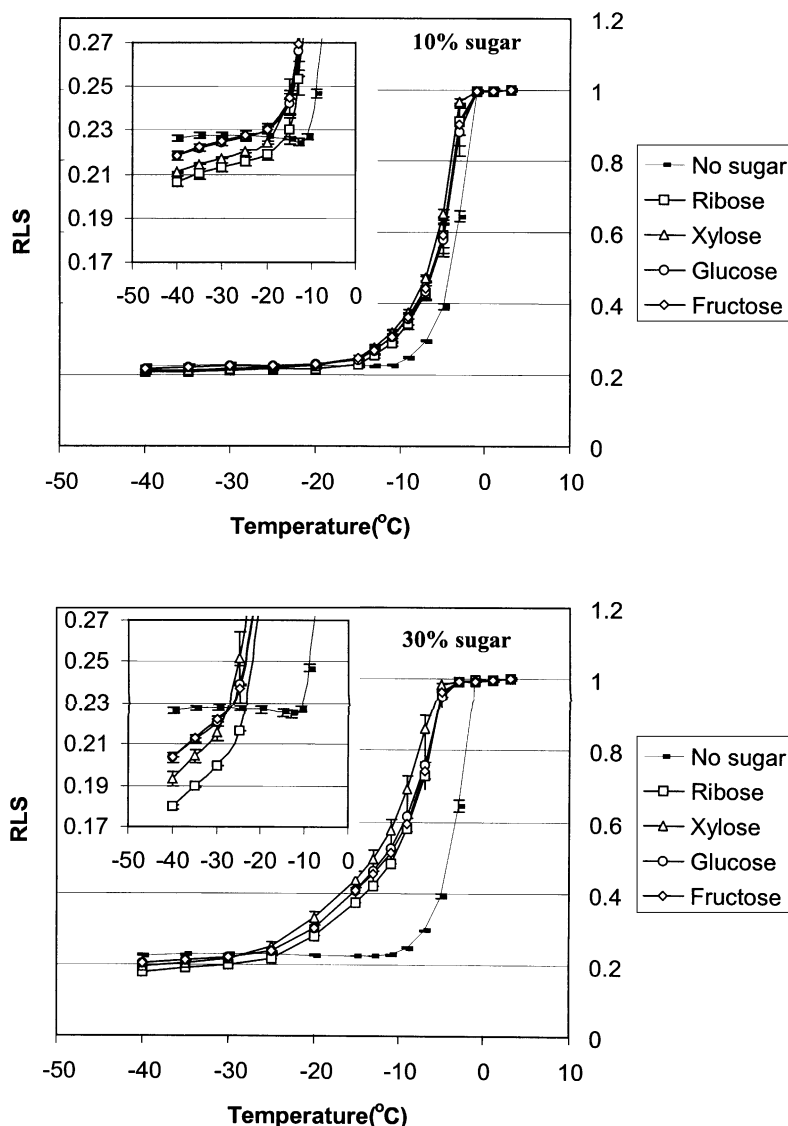 10% sugar
0.27
0.25
0.23
0.21
0.19
0.17
-50 -40 -30 -20 -10 0
RLS
1.2
1
0.8
0.6
0.4
0.2
0
-50 -40 -30 -20 -10 0 10
Temperature(°C)
No sugar
Ribose
Xylose
Glucose
Fructose
30% sugar
0.27
0.25
0.23
0.21
0.19
0.17
-50 -40 -30 -20 -10 0
RLS
1.2
1
0.8
0.6
0.4
0.2
0
-50 -40 -30 -20 -10 0 10
Temperature(°C)
No sugar
Ribose
Xylose
Glucose
Fructose